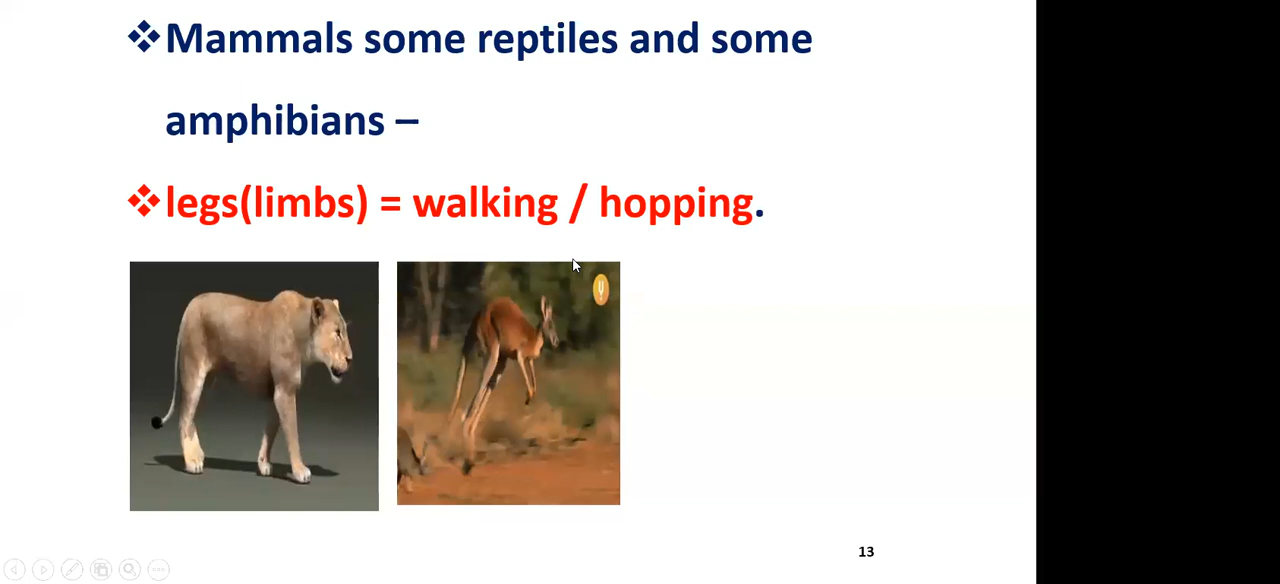 ❖Mammals some reptiles and some
amphibians –
❖legs(limbs) = walking / hopping.
13